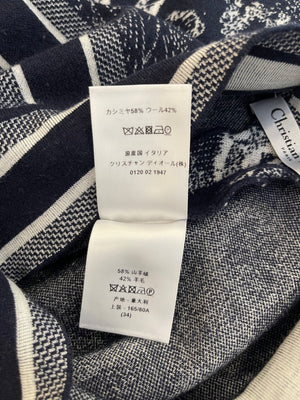 カシミヤ58% ウール42%
国産国 イタリア
クリスチャン ディオール(株)
0120 02 1947
Christian
58% 山羊绒
42% 羊毛
产地 : 意大利
上装 : 165/80A
(34)